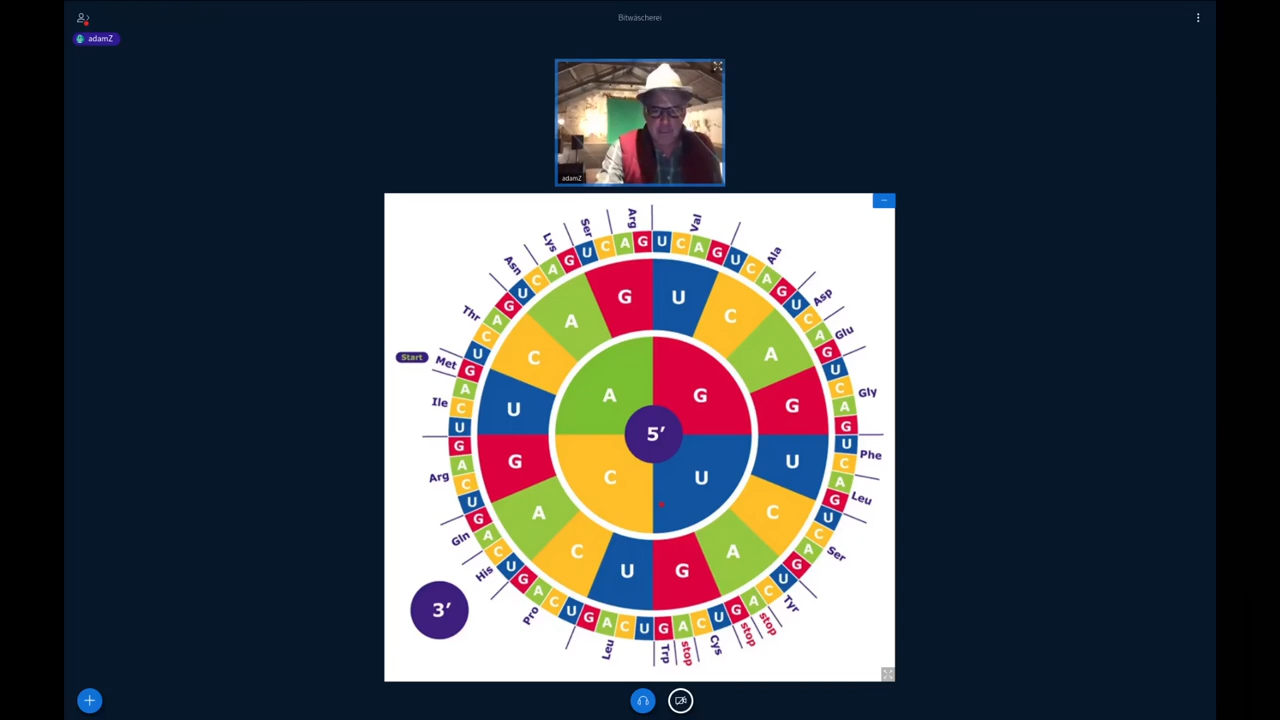 Bitwäscherei
adamZ
adamZ
Arg
Val
Ser
Lys
Ala
Asn
Asp
Thr
Glu
Start
Met
Gly
Ile
Phe
Arg
Leu
Gln
Ser
His
Tyr
Pro
stop
stop
Cys
stop
Trp
Leu
G U C A G U C A G U C A G U C A G
U C A G U C A G U C A G U C A G
U C A G U C A G U C A G U C A G
U C A G U C A G U C A G U C A
G U C A
G U C A
G U C A
G U C A
A G
5′
C U
3′